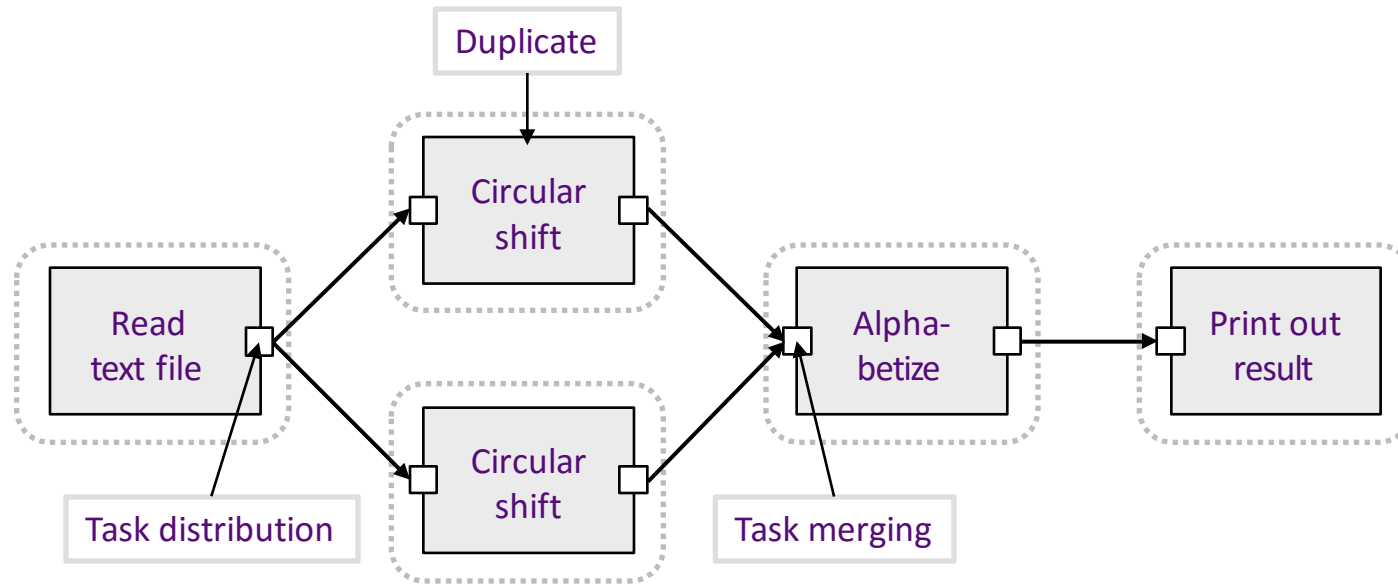 Duplicate
Circular
shift
Read
text file
Alpha-
betize
Print out
result
Circular
shift
Task distribution
Task merging